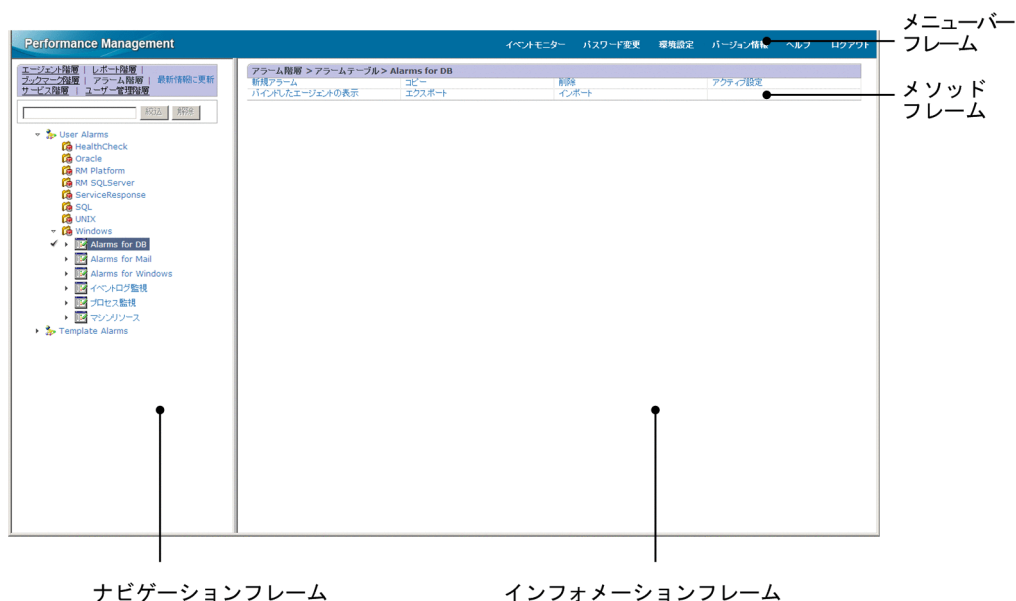 Performance Management
イベントモニター パスワード変更 環境設定 バージョン情報 ヘルプ ログアウト
メニューバー
フレーム
エージェント階層 | レポート階層 |
ブックマーク階層 | アラーム階層 | 最新情報に更新
サービス階層 | ユーザー管理階層
アラーム階層 > アラームテーブル > Alarms for DB
新規アラーム コピー 削除 アクティブ設定
バインドしたエージェントの表示 エクスポート インポート
メソッド
フレーム
絞込 解除
User Alarms
HealthCheck
Oracle
RM Platform
RM SQLServer
ServiceResponse
SQL
UNIX
Windows
Alarms for DB
Alarms for Mail
Alarms for Windows
イベントログ監視
プロセス監視
マシンリソース
Template Alarms
ナビゲーションフレーム
インフォメーションフレーム